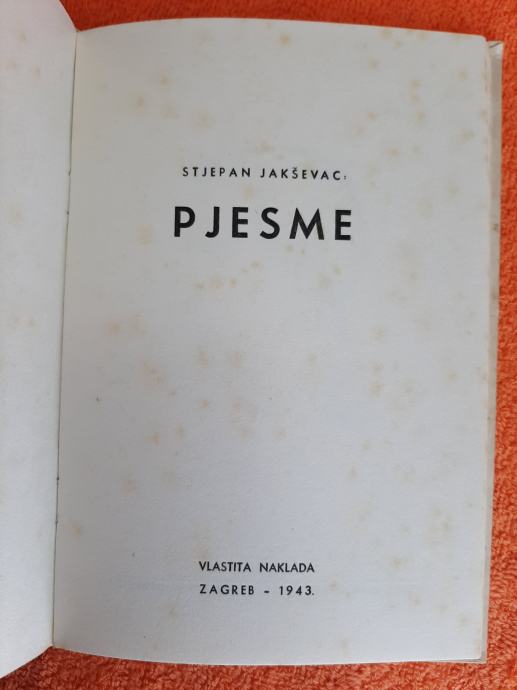 STJEPAN JAKŠEVAC:
PJESME
VLASTITA NAKLADA
ZAGREB - 1943.